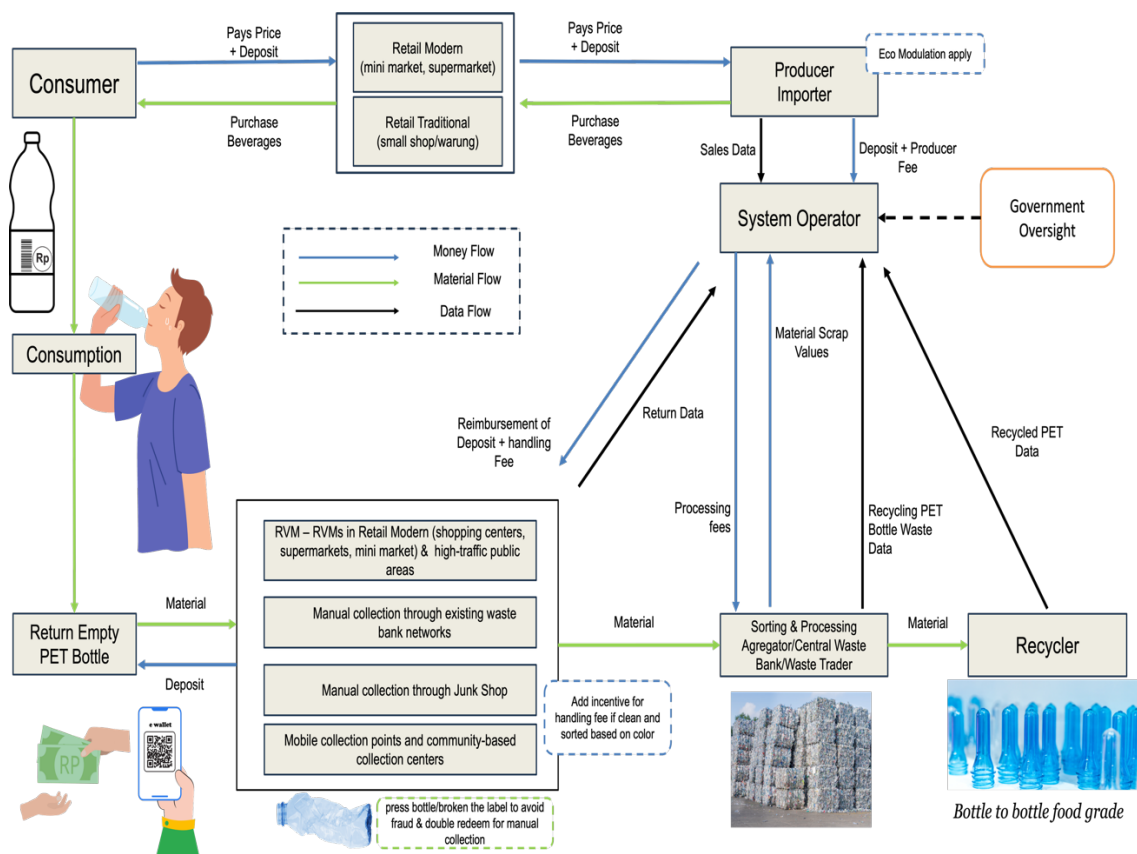 Consumer
Pays Price
+ Deposit
Purchase
Beverages
Retail Modern
(mini market, supermarket)
Retail Traditional
(small shop/warung)
Pays Price
+ Deposit
Purchase
Beverages
Producer
Importer
Eco Modulation apply
Sales Data
Deposit + Producer
Fee
System Operator
Government
Oversight
Rp
Money Flow
Material Flow
Data Flow
Consumption
Reimbursement of
Deposit + handling
Fee
Return Data
Material Scrap
Values
Processing
fees
Recycling PET
Bottle Waste
Data
Recycled PET
Data
Return Empty
PET Bottle
Material
Deposit
RVM – RVMs in Retail Modern (shopping centers,
supermarkets, mini market) & high-traffic public
areas
Manual collection through existing waste
bank networks
Manual collection through Junk Shop
Mobile collection points and community-based
collection centers
Add incentive for
handling fee if clean and
sorted based on color
Material
Sorting & Processing
Agregator/Central Waste
Bank/Waste Trader
Material
Recycler
RP
e wallet
press bottle/broken the label to avoid
fraud & double redeem for manual
collection
Bottle to bottle food grade